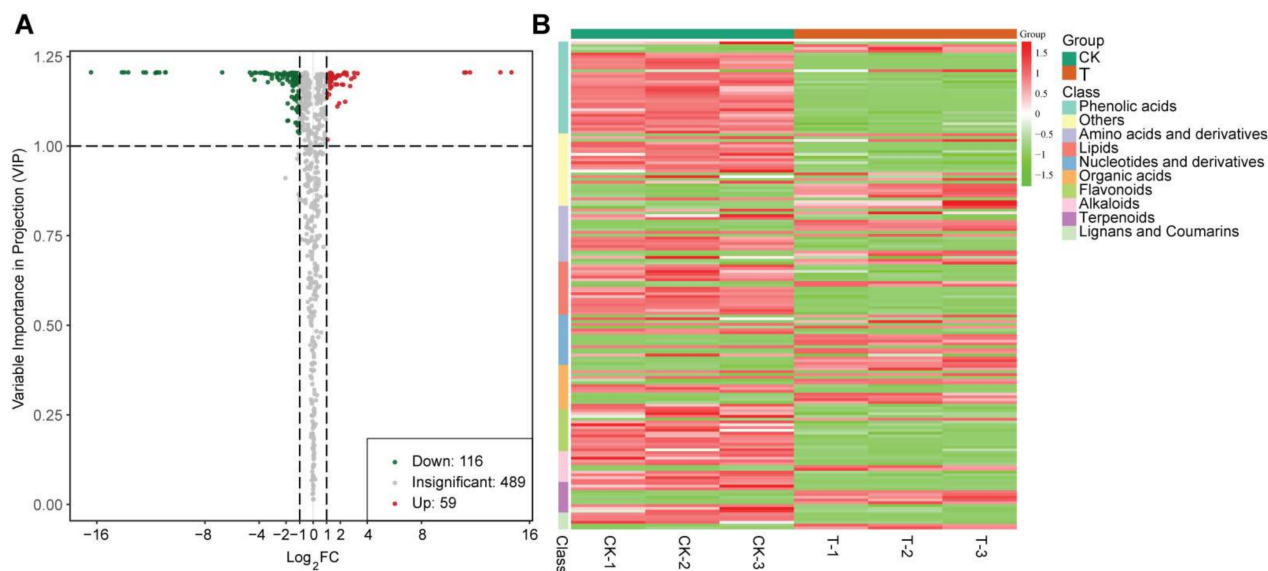 A
Variable Importance in Projection (VIP)
1.25
1.00
0.75
0.50
0.25
0.00
Down: 116
Insignificant: 489
Up: 59
−16
−8
−4
−2
−1
0
1
2
4
8
16
Log2FC
B
Group
1.5
1
0.5
0
−0.5
−1
−1.5
Group
CK
T
Class
Phenolic acids
Others
Amino acids and derivatives
Lipids
Nucleotides and derivatives
Organic acids
Flavonoids
Alkaloids
Terpenoids
Lignans and Coumarins
Class
CK-1
CK-2
CK-3
T-1
T-2
T-3